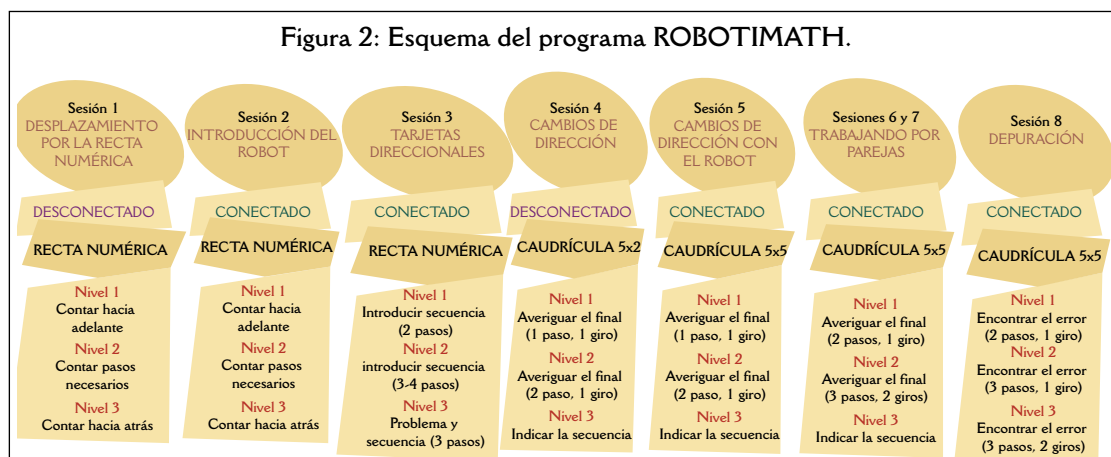 Figura 2: Esquema del programa ROBOTIMATH.
Sesión 1
DESPLAZAMIENTO
POR LA RECTA
NUMÉRICA
DESCONECTADO
RECTA NUMÉRICA
Nivel 1
Contar hacia
adelante
Nivel 2
Contar pasos
necesarios
Nivel 3
Contar hacia atrás
Sesión 2
INTRODUCCIÓN DEL
ROBOT
CONECTADO
RECTA NUMÉRICA
Nivel 1
Contar hacia
adelante
Nivel 2
Contar pasos
necesarios
Nivel 3
Contar hacia atrás
Sesión 3
TARJETAS
DIRECCIONALES
CONECTADO
RECTA NUMÉRICA
Nivel 1
Introducir secuencia
(2 pasos)
Nivel 2
introducir secuencia
(3-4 pasos)
Nivel 3
Problema y
secuencia (3 pasos)
Sesión 4
CAMBIOS DE
DIRECCIÓN
DESCONECTADO
CAUDRÍCULA 5x2
Nivel 1
Averiguar el final
(1 paso, 1 giro)
Nivel 2
Averiguar el final
(2 paso, 1 giro)
Nivel 3
Indicar la secuencia
Sesión 5
CAMBIOS DE
DIRECCIÓN CON
EL ROBOT
CONECTADO
CAUDRÍCULA 5x5
Nivel 1
Averiguar el final
(1 paso, 1 giro)
Nivel 2
Averiguar el final
(2 paso, 1 giro)
Nivel 3
Indicar la secuencia
Sesiones 6 y 7
TRABAJANDO POR
PAREJAS
CONECTADO
CAUDRÍCULA 5x5
Nivel 1
Averiguar el final
(2 pasos, 1 giro)
Nivel 2
Averiguar el final
(3 pasos, 2 giros)
Nivel 3
Indicar la secuencia
Sesión 8
DEPURACIÓN
CONECTADO
CAUDRÍCULA 5x5
Nivel 1
Encontrar el error
(2 pasos, 1 giro)
Nivel 2
Encontrar el error
(3 pasos, 1 giro)
Nivel 3
Encontrar el error
(3 pasos, 2 giros)